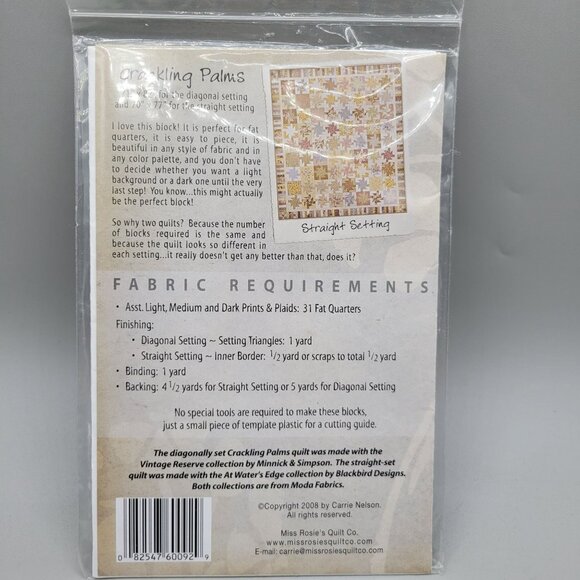 Crackling Palms
for the diagonal setting
and 70" x 77" for the straight setting
I love this block! It is perfect for fat
quarters, it is easy to piece, it is
beautiful in any style of fabric and in
any color palette, and you don't have
to decide whether you want a light
background or a dark one until the very
last step! You know...this might actually
be the perfect block!
So why two quilts? Because the number
of blocks required is the same and
because the quilt looks so different in
each setting...it really doesn't get any better than that, does it?
Straight Setting
FABRIC REQUIREMENTS
• Asst. Light, Medium and Dark Prints & Plaids: 31 Fat Quarters
Finishing:
• Diagonal Setting ~ Setting Triangles: 1 yard
• Straight Setting ~ Inner Border: 1/2 yard or scraps to total 1/2 yard
• Binding: 1 yard
• Backing: 4 1/2 yards for Straight Setting or 5 yards for Diagonal Setting
No special tools are required to make these blocks,
just a small piece of template plastic for a cutting guide.
The diagonally set Crackling Palms quilt was made with the
Vintage Reserve collection by Minnick & Simpson. The straight-set
quilt was made with the At Water's Edge collection by Blackbird Designs.
Both collections are from Moda Fabrics.
©Copyright 2008 by Carrie Nelson.
All rights reserved.
Miss Rosie's Quilt Co.
www.missrosiesquiltco.com
E-mail: carrie@missrosiesquiltco.com
0 82547 60092 9